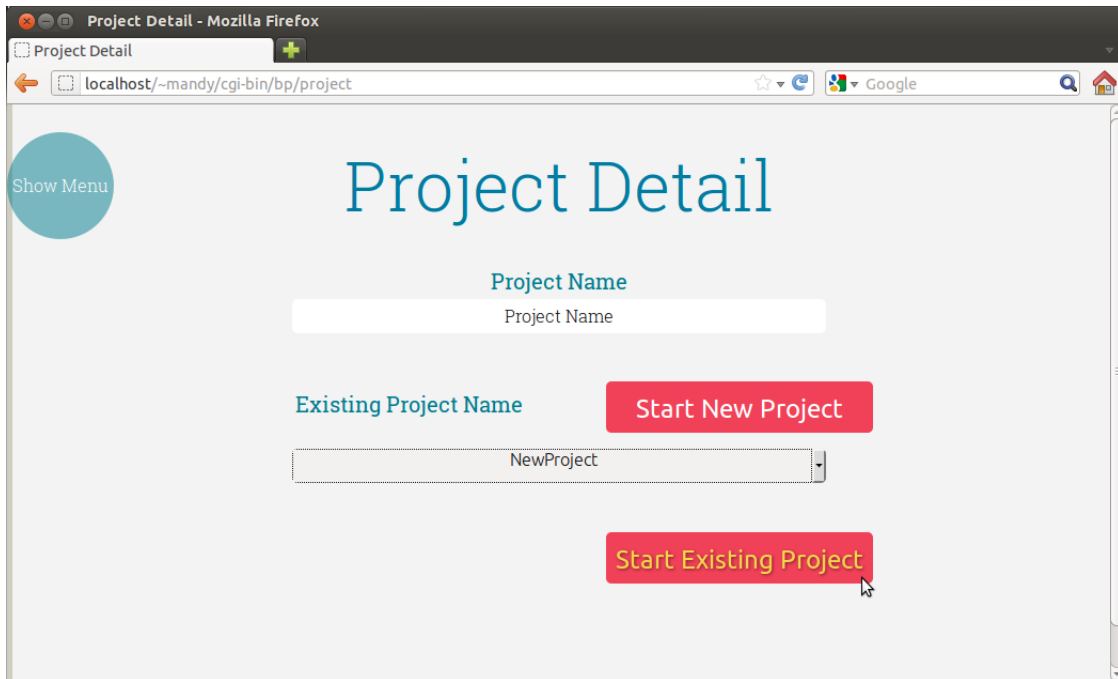 Project Detail - Mozilla Firefox
Project Detail
localhost/~mandy/cgi-bin/bp/project
Google
Show Menu
Project Detail
Project Name
Project Name
Existing Project Name
Start New Project
NewProject
Start Existing Project